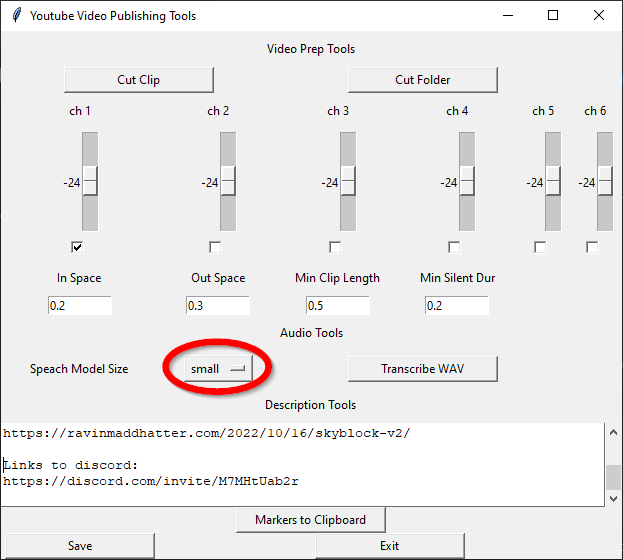 Youtube Video Publishing Tools
Video Prep Tools
Cut Clip Cut Folder
ch 1 ch 2 ch 3 ch 4 ch 5 ch 6
-24 -24 -24 -24 -24 -24
In Space Out Space Min Clip Length Min Silent Dur
0.2 0.3 0.5 0.2
Audio Tools
Speach Model Size small Transcribe WAV
Description Tools
https://ravinmaddhatter.com/2022/10/16/skyblock-v2/
Links to discord:
https://discord.com/invite/M7MHtUab2r
Markers to Clipboard
Save Exit